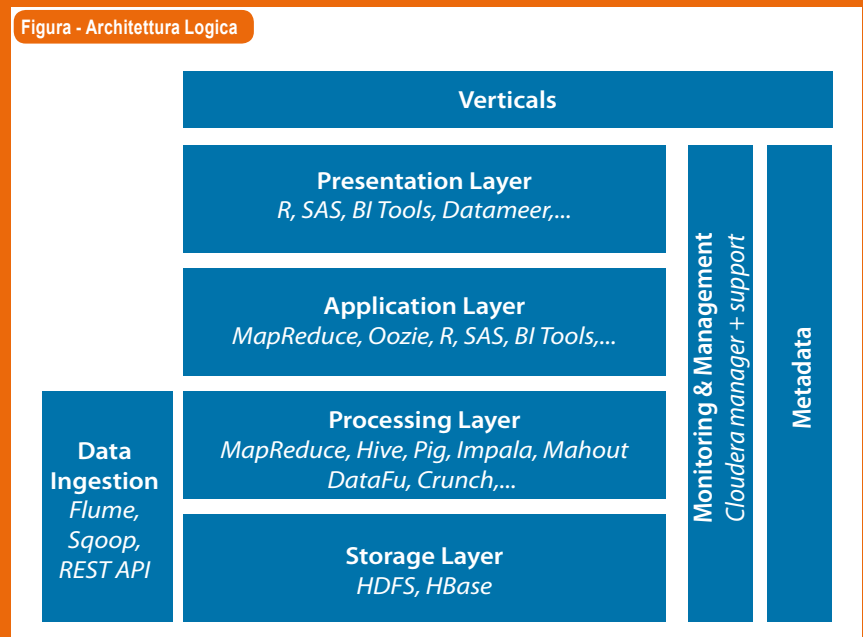 Figura - Architettura Logica
Verticals
Presentation Layer
R, SAS, BI Tools, Datameer,...
Application Layer
MapReduce, Oozie, R, SAS, BI Tools,...
Processing Layer
MapReduce, Hive, Pig, Impala, Mahout
DataFu, Crunch,...
Storage Layer
HDFS, HBase
Data
Ingestion
Flume,
Sqoop,
REST API
Monitoring & Management
Cloudera manager + support
Metadata